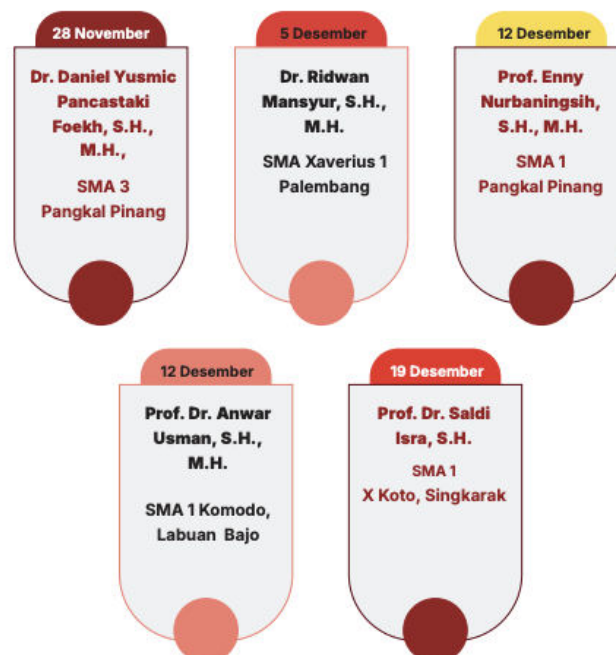 28 November
Dr. Daniel Yusmic
Pancastaki
Foekh, S.H.,
M.H.,
SMA 3
Pangkal Pinang
5 Desember
Dr. Ridwan
Mansyur, S.H.,
M.H.
SMA Xaverius 1
Palembang
12 Desember
Prof. Enny
Nurbaningsih,
S.H., M.H.
SMA 1
Pangkal Pinang
12 Desember
Prof. Dr. Anwar
Usman, S.H.,
M.H.
SMA 1 Komodo,
Labuan Bajo
19 Desember
Prof. Dr. Saldi
Isra, S.H.
SMA 1
X Koto, Singkarak